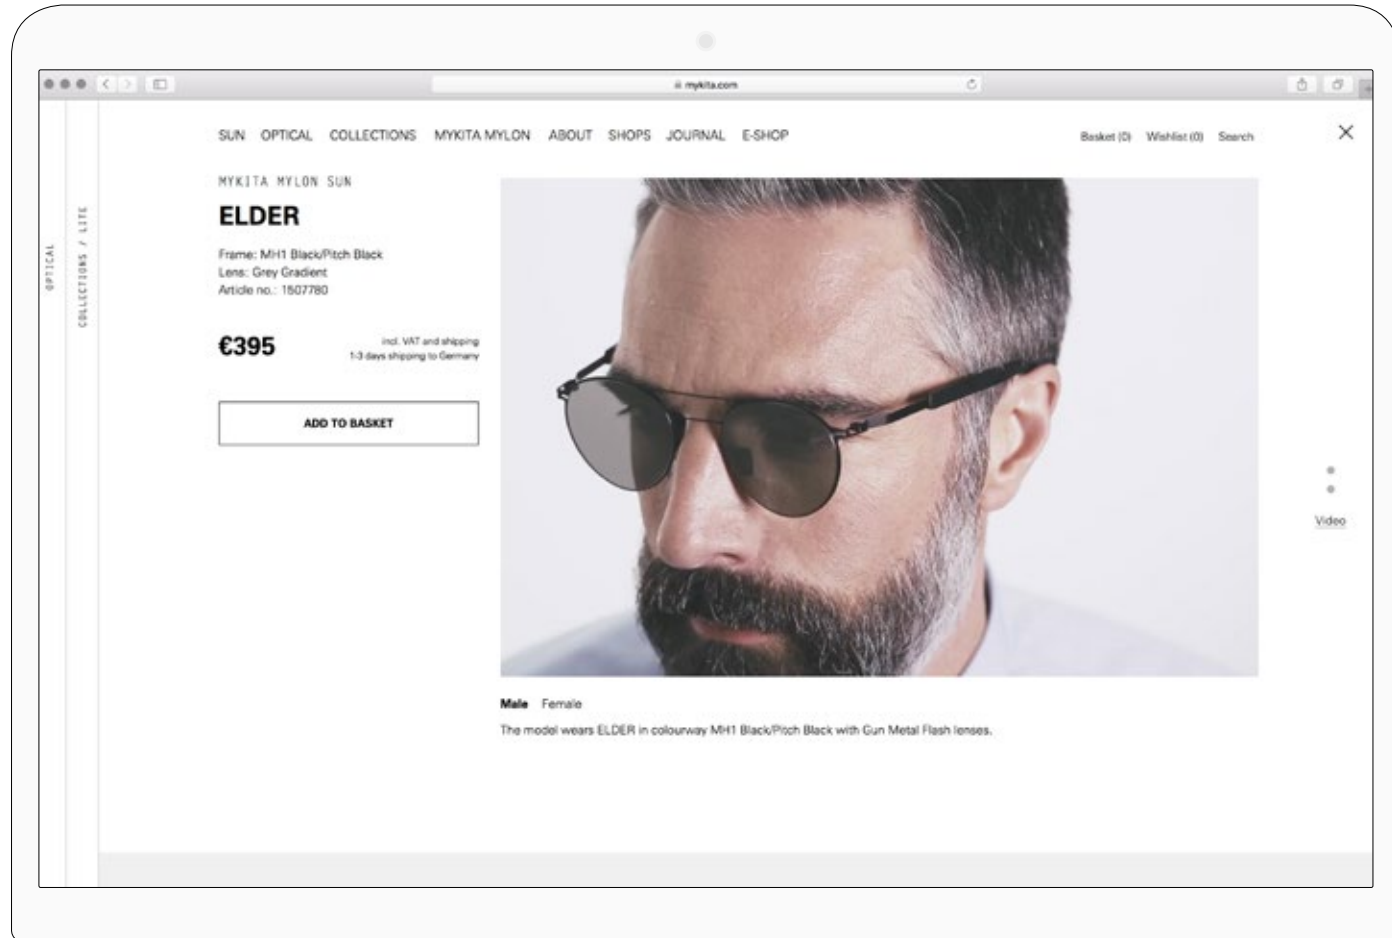 mykita.com
SUN OPTICAL COLLECTIONS MYKITA MYLON ABOUT SHOPS JOURNAL E-SHOP
Basket (0) Wishlist (0) Search
OPTICAL
COLLECTIONS / LITE
MYKITA MYLON SUN
ELDER
Frame: MH1 Black/Pitch Black
Lens: Grey Gradient
Article no.: 1507780
€395
incl. VAT and shipping
1-3 days shipping to Germany
ADD TO BASKET
Video
Male Female
The model wears ELDER in colourway MH1 Black/Pitch Black with Gun Metal Flash lenses.